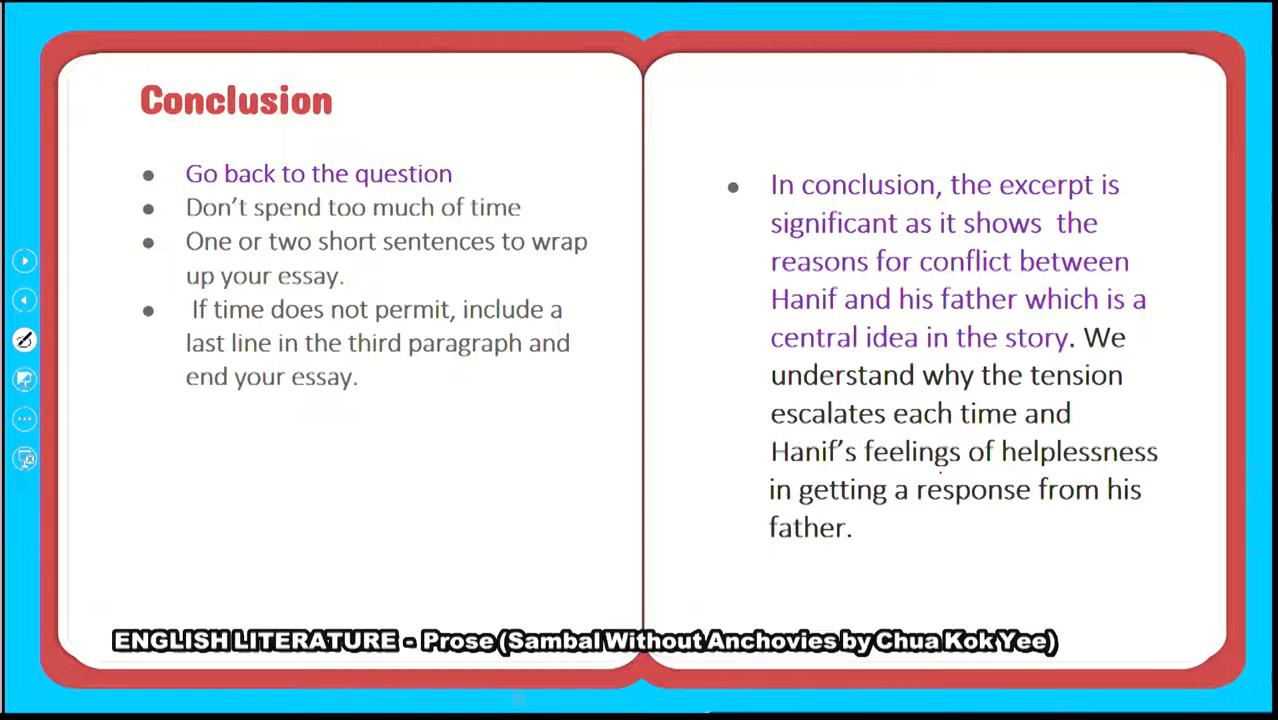 Conclusion
Go back to the question
Don't spend too much of time
One or two short sentences to wrap
up your essay.
If time does not permit, include a
last line in the third paragraph and
end your essay.
In conclusion, the excerpt is
significant as it shows the
reasons for conflict between
Hanif and his father which is a
central idea in the story. We
understand why the tension
escalates each time and
Hanif's feelings of helplessness
in getting a response from his
father.
ENGLISH LITERATURE - Prose (Sambal Without Anchovies by Chua Kok Yee)